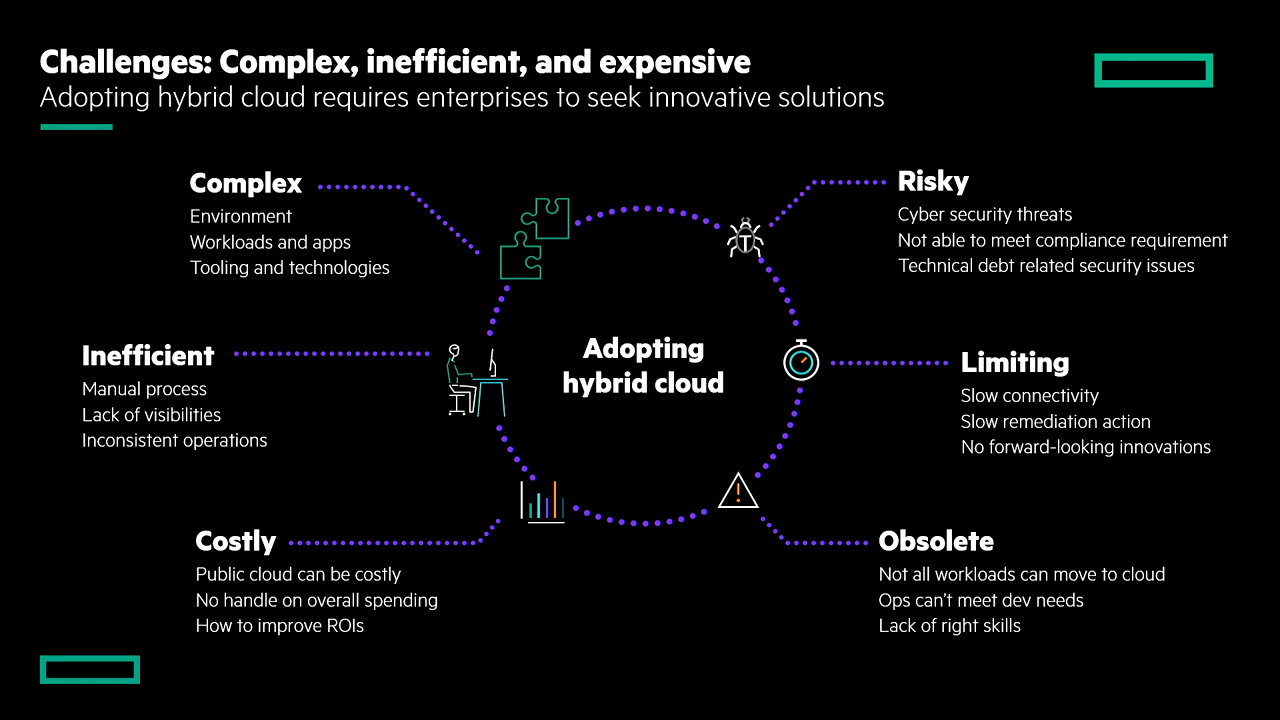 Challenges: Complex, inefficient, and expensive
Adopting hybrid cloud requires enterprises to seek innovative solutions
Complex
Environment
Workloads and apps
Tooling and technologies
Risky
Cyber security threats
Not able to meet compliance requirement
Technical debt related security issues
Inefficient
Manual process
Lack of visibilities
Inconsistent operations
Adopting
hybrid cloud
Limiting
Slow connectivity
Slow remediation action
No forward-looking innovations
Costly
Public cloud can be costly
No handle on overall spending
How to improve ROIs
Obsolete
Not all workloads can move to cloud
Ops can’t meet dev needs
Lack of right skills